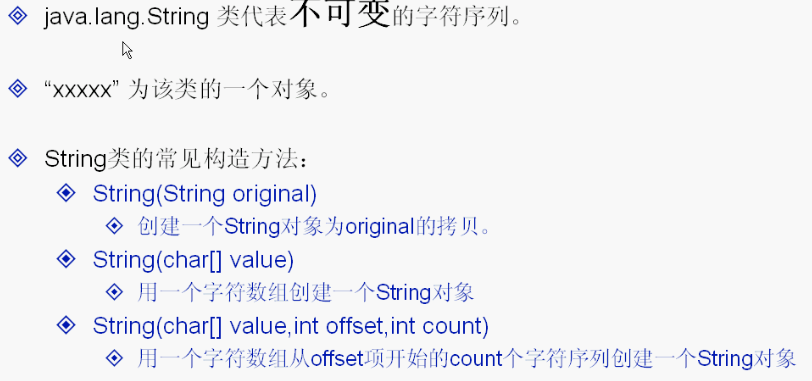 java.lang.String 类代表不可变的字符序列。
“xxxxx” 为该类的一个对象。
String类的常见构造方法：
String(String original)
创建一个String对象为original的拷贝。
String(char[] value)
用一个字符数组创建一个String对象
String(char[] value,int offset,int count)
用一个字符数组从offset项开始的count个字符序列创建一个String对象